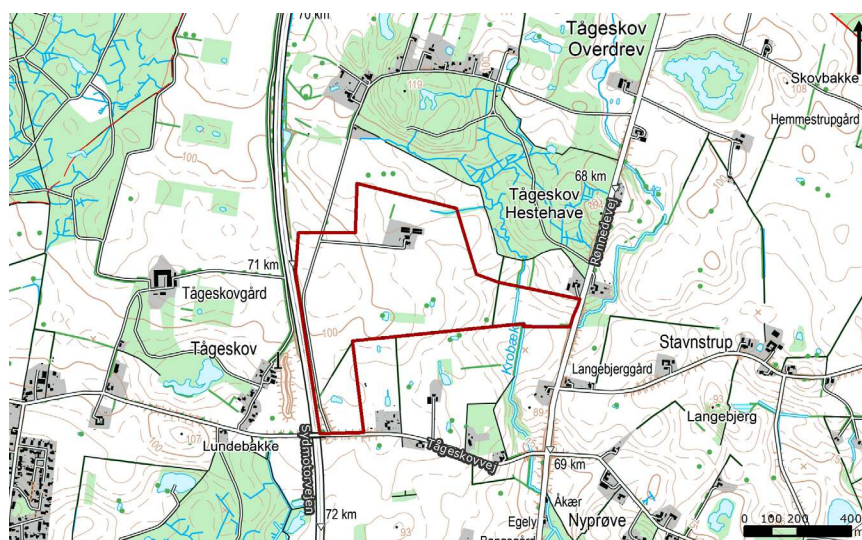 70 km
Tågeskov
Overdrev
119
100
Skovbakke
108
Hemmestrupgård
100
68 km
Tågeskov
Hestehave
Rønnedevej
100
71 km
Tågeskovgård
100
Krobæk
Stavnstrup
Tågeskov
Langebjerggård
93
Langebjerg
89
107
Lundebakke
Sydmotorvejen
Tågeskovvej
69 km
Åkær
72 km
93
Egely
Nyprøve
0 100 200 400
m